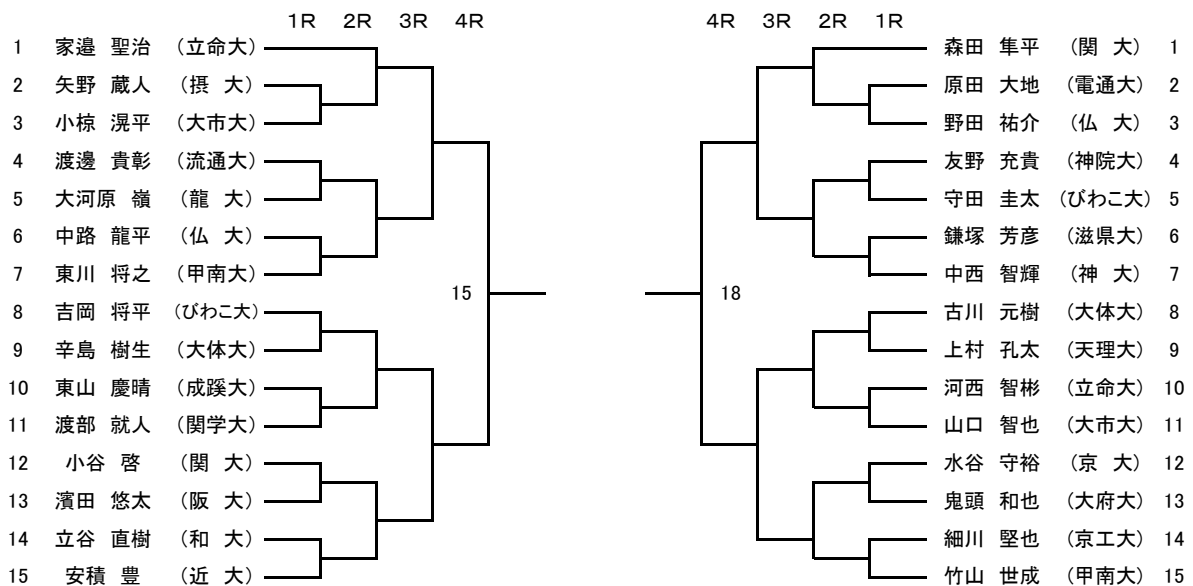 1R 2R 3R 4R
1 家邉 聖治 (立命大)
2 矢野 蔵人 (摂 大)
3 小椋 滉平 (大市大)
4 渡邊 貴彰 (流通大)
5 大河原 嶺 (龍 大)
6 中路 龍平 (仏 大)
7 東川 将之 (甲南大)
15
8 吉岡 将平 (びわこ大)
9 辛島 樹生 (大体大)
10 東山 慶晴 (成蹊大)
11 渡部 就人 (関学大)
12 小谷 啓 (関 大)
13 濱田 悠太 (阪 大)
14 立谷 直樹 (和 大)
15 安積 豊 (近 大)
4R 3R 2R 1R
森田 隼平 (関 大) 1
原田 大地 (電通大) 2
野田 祐介 (仏 大) 3
友野 充貴 (神院大) 4
守田 圭太 (びわこ大) 5
鎌塚 芳彦 (滋県大) 6
中西 智輝 (神 大) 7
18
古川 元樹 (大体大) 8
上村 孔太 (天理大) 9
河西 智彬 (立命大) 10
山口 智也 (大市大) 11
水谷 守裕 (京 大) 12
鬼頭 和也 (大府大) 13
細川 堅也 (京工大) 14
竹山 世成 (甲南大) 15